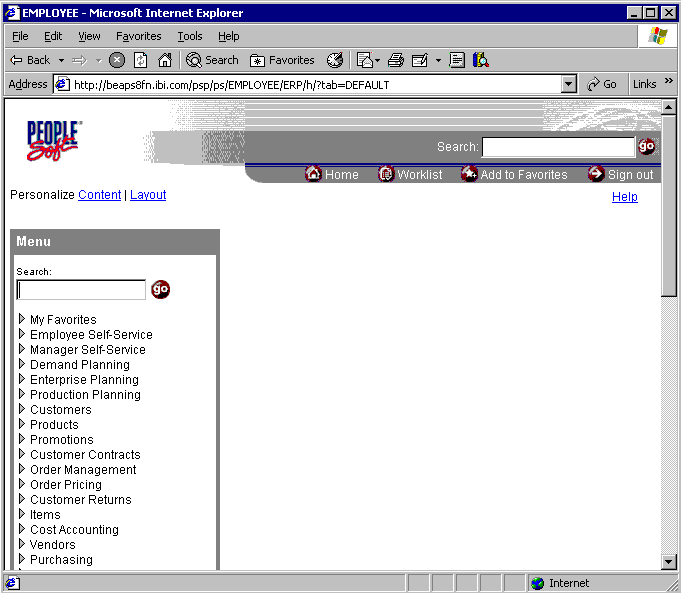 EMPLOYEE - Microsoft Internet Explorer
File Edit View Favorites Tools Help
Back Search Favorites
Address http://beaps8fn.ibi.com/psp/ps/EMPLOYEE/ERP/h/?tab=DEFAULT Go Links »
PEOPLE
Soft
Search: go
Home Worklist Add to Favorites Sign out
Personalize Content | Layout Help
Menu
Search:
go
My Favorites
Employee Self-Service
Manager Self-Service
Demand Planning
Enterprise Planning
Production Planning
Customers
Products
Promotions
Customer Contracts
Order Management
Order Pricing
Customer Returns
Items
Cost Accounting
Vendors
Purchasing
Internet